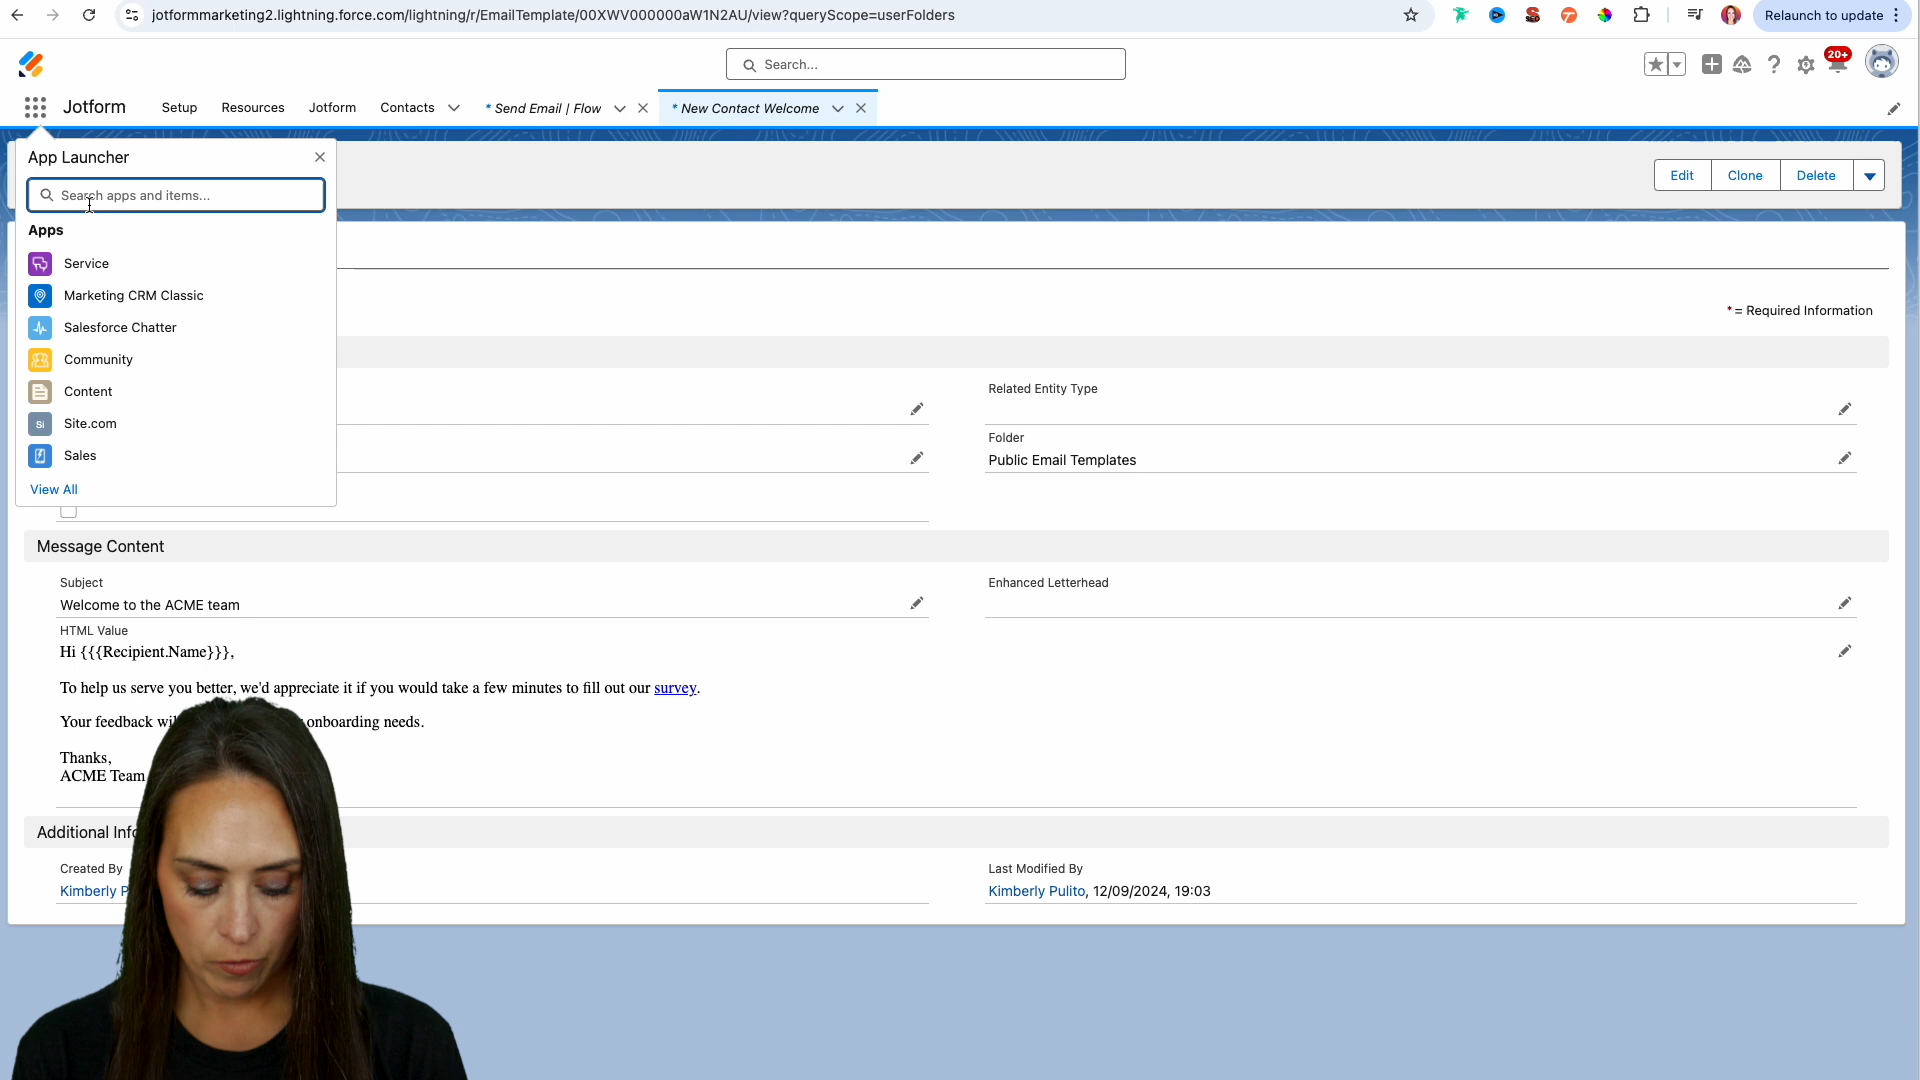 jotformmarketing2.lightning.force.com/lightning/r/EmailTemplate/00XWV000000aW1N2AU/view?queryScope=userFolders
Relaunch to update
Search...
20+
Jotform
Setup
Resources
Jotform
Contacts
* Send Email | Flow
* New Contact Welcome
App Launcher
Search apps and items...
Edit
Clone
Delete
Apps
Service
Marketing CRM Classic
Salesforce Chatter
Community
Content
Si Site.com
Sales
View All
* = Required Information
Related Entity Type
Folder
Public Email Templates
Message Content
Subject
Welcome to the ACME team
Enhanced Letterhead
HTML Value
Hi {{{Recipient.Name}}},
To help us serve you better, we'd appreciate it if you would take a few minutes to fill out our survey.
Your feedback onboarding needs.
Thanks,
ACME Team
Additional
Created By
Kimberly
Last Modified By
Kimberly Pulito, 12/09/2024, 19:03